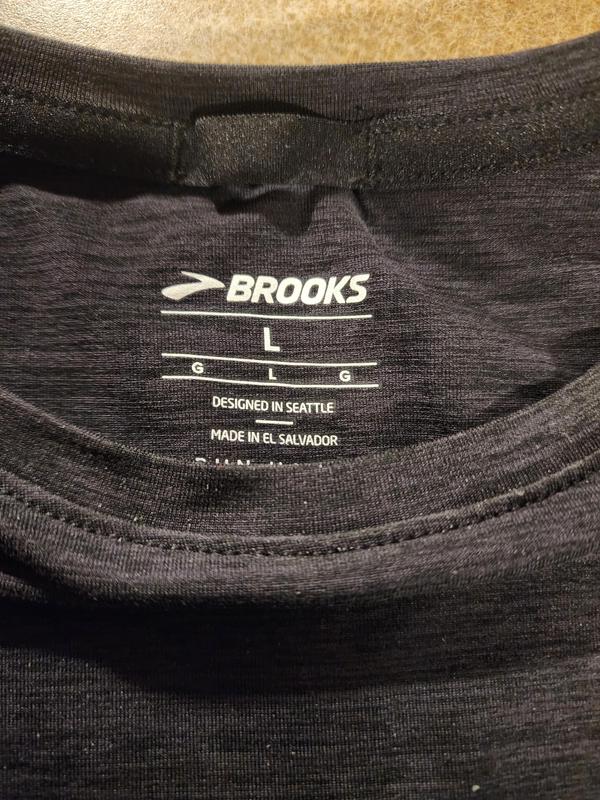 BROOKS
L
G L G
DESIGNED IN SEATTLE
MADE IN EL SALVADOR